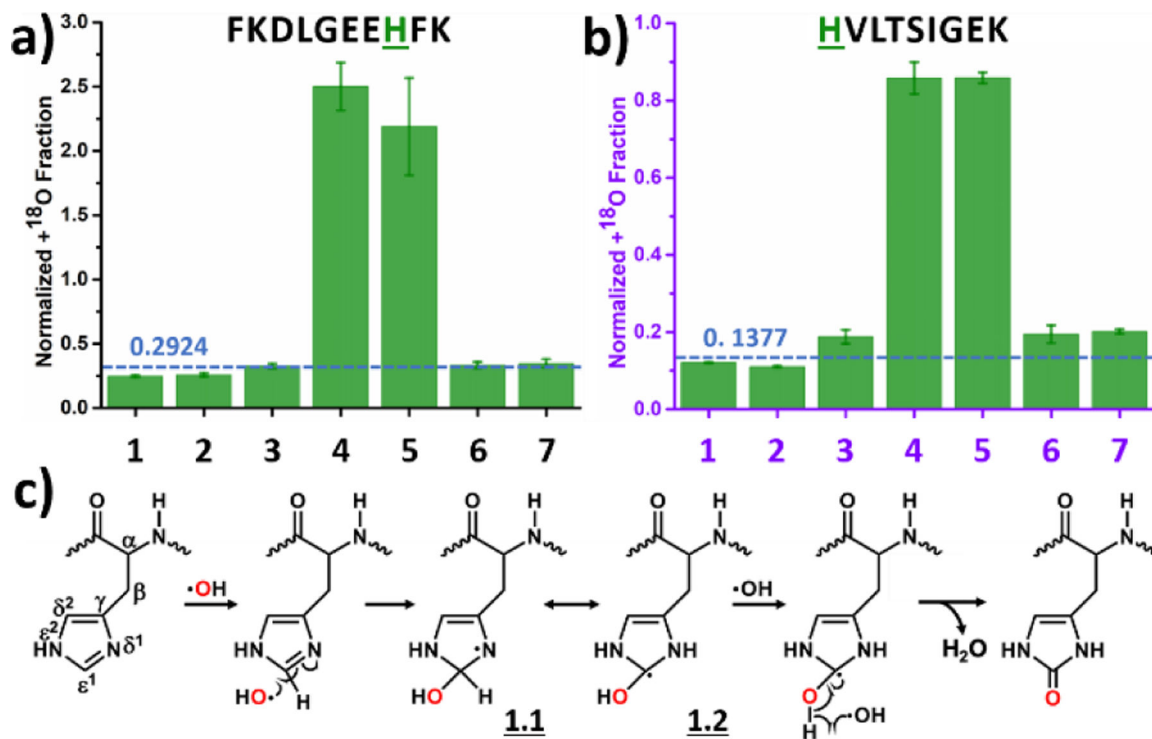 a)
FKDLGEEHFK
Normalized +¹⁸O Fraction
3.0
2.5
2.0
1.5
1.0
0.5
0.0
0.2924
1 2 3 4 5 6 7
b)
HVLTSIGEK
Normalized +¹⁸O Fraction
1.0
0.8
0.6
0.4
0.2
0.0
0. 1377
1 2 3 4 5 6 7
c)
O H
α N
β
γ
δ²
ε²
HN N δ¹
ε¹
·OH
O H
N
HN N
HO· H
O H
N
HN ·N
HO H
1.1
O H
N
HN NH
HO ·
1.2
·OH
O H
N
HN NH
O ·
H ·OH
H₂O
O H
N
HN NH
O